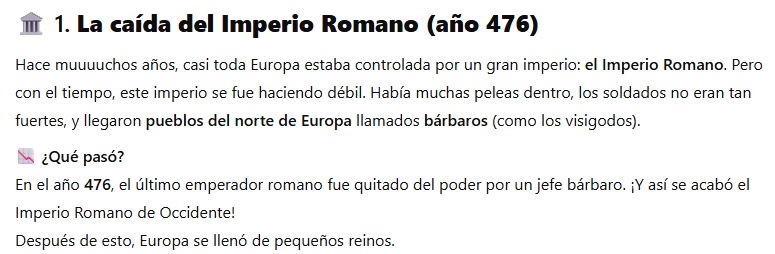 🏛️ 1. La caída del Imperio Romano (año 476)
Hace muuuuchos años, casi toda Europa estaba controlada por un gran imperio: el Imperio Romano. Pero
con el tiempo, este imperio se fue haciendo débil. Había muchas peleas dentro, los soldados no eran tan
fuertes, y llegaron pueblos del norte de Europa llamados bárbaros (como los visigodos).
📉 ¿Qué pasó?
En el año 476, el último emperador romano fue quitado del poder por un jefe bárbaro. ¡Y así se acabó el
Imperio Romano de Occidente!
Después de esto, Europa se llenó de pequeños reinos.